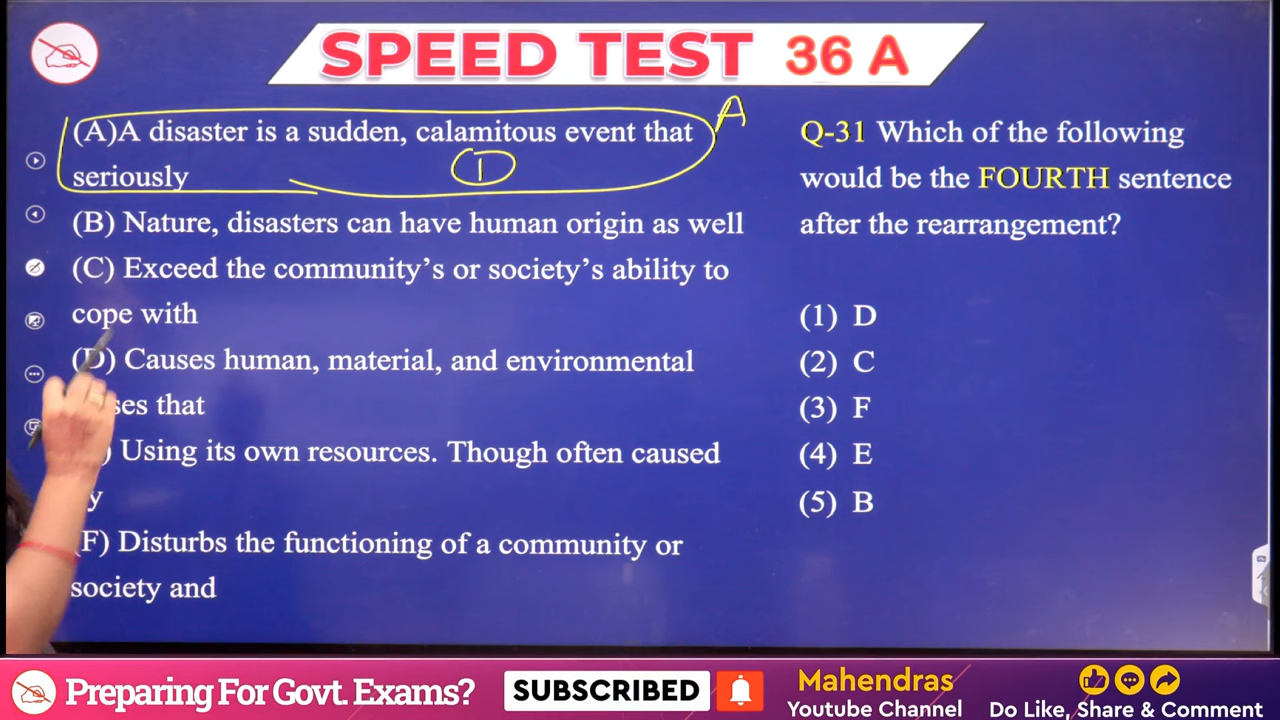 SPEED TEST 36 A
(A)A disaster is a sudden, calamitous event that
seriously
A
1
(B) Nature, disasters can have human origin as well
(C) Exceed the community's or society's ability to
cope with
(D) Causes human, material, and environmental
ses that
) Using its own resources. Though often caused
y
(F) Disturbs the functioning of a community or
society and
Q-31 Which of the following
would be the FOURTH sentence
after the rearrangement?
(1) D
(2) C
(3) F
(4) E
(5) B
Preparing For Govt. Exams?
SUBSCRIBED
Mahendras
Youtube Channel
Do Like, Share & Comment